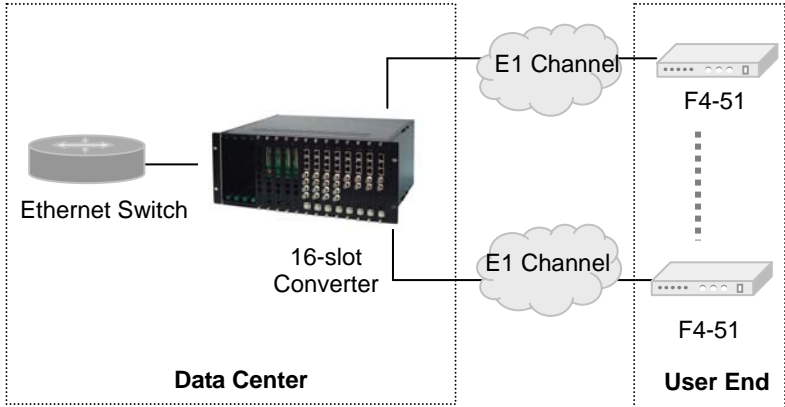 E1 Channel
F4-51
Ethernet Switch
16-slot
Converter
E1 Channel
F4-51
Data Center
User End